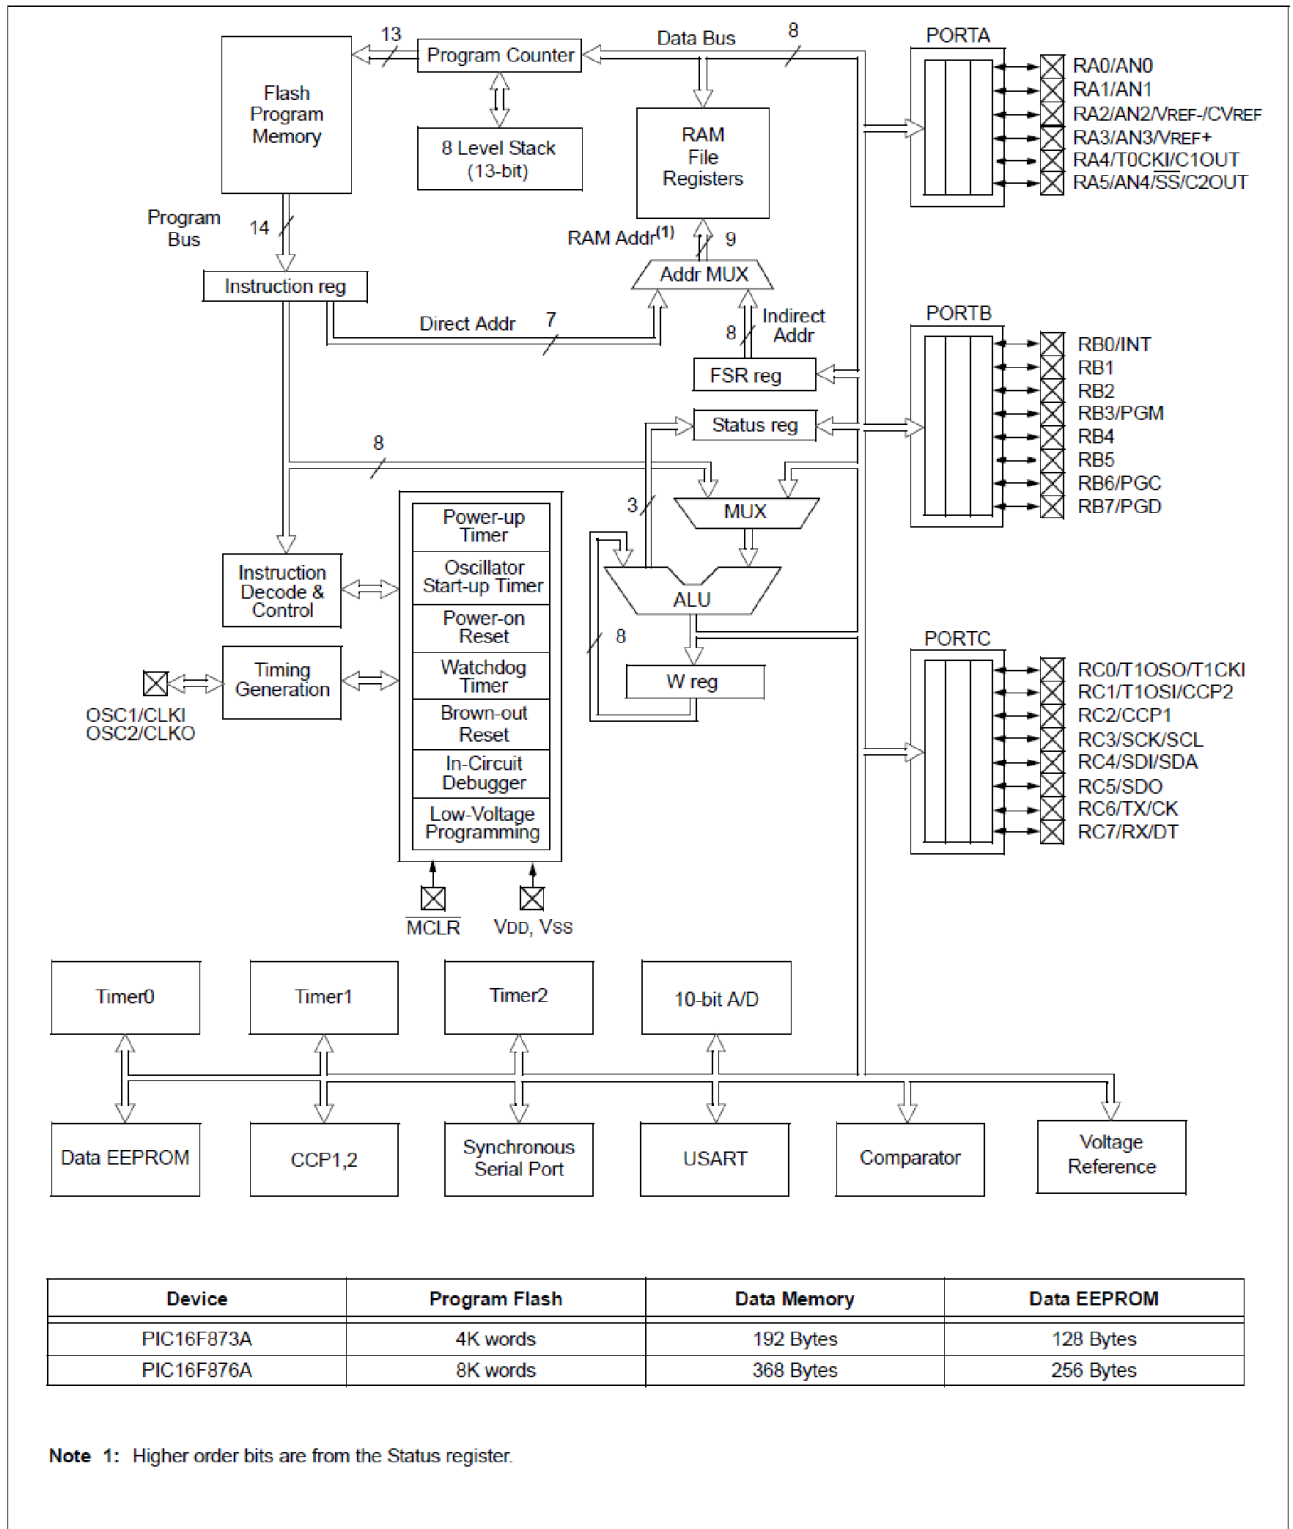 13
Program Counter
Data Bus
8
PORTA
Flash
Program
Memory
8 Level Stack
(13-bit)
RAM
File
Registers
RA0/AN0
RA1/AN1
RA2/AN2/VREF-/CVREF
RA3/AN3/VREF+
RA4/T0CKI/C1OUT
RA5/AN4/SS/C2OUT
Program
Bus
14
RAM Addr(1)
9
Addr MUX
Instruction reg
Direct Addr
7
8
Indirect
Addr
FSR reg
Status reg
PORTB
RB0/INT
RB1
RB2
RB3/PGM
RB4
RB5
RB6/PGC
RB7/PGD
8
3
MUX
Power-up
Timer
Oscillator
Start-up Timer
Power-on
Reset
Watchdog
Timer
Brown-out
Reset
In-Circuit
Debugger
Low-Voltage
Programming
Instruction
Decode &
Control
Timing
Generation
OSC1/CLKI
OSC2/CLKO
ALU
8
W reg
PORTC
RC0/T1OSO/T1CKI
RC1/T1OSI/CCP2
RC2/CCP1
RC3/SCK/SCL
RC4/SDI/SDA
RC5/SDO
RC6/TX/CK
RC7/RX/DT
MCLR
VDD, VSS
Timer0
Timer1
Timer2
10-bit A/D
Data EEPROM
CCP1,2
Synchronous
Serial Port
USART
Comparator
Voltage
Reference
Device Program Flash Data Memory Data EEPROM
PIC16F873A 4K words 192 Bytes 128 Bytes
PIC16F876A 8K words 368 Bytes 256 Bytes
Note 1: Higher order bits are from the Status register.